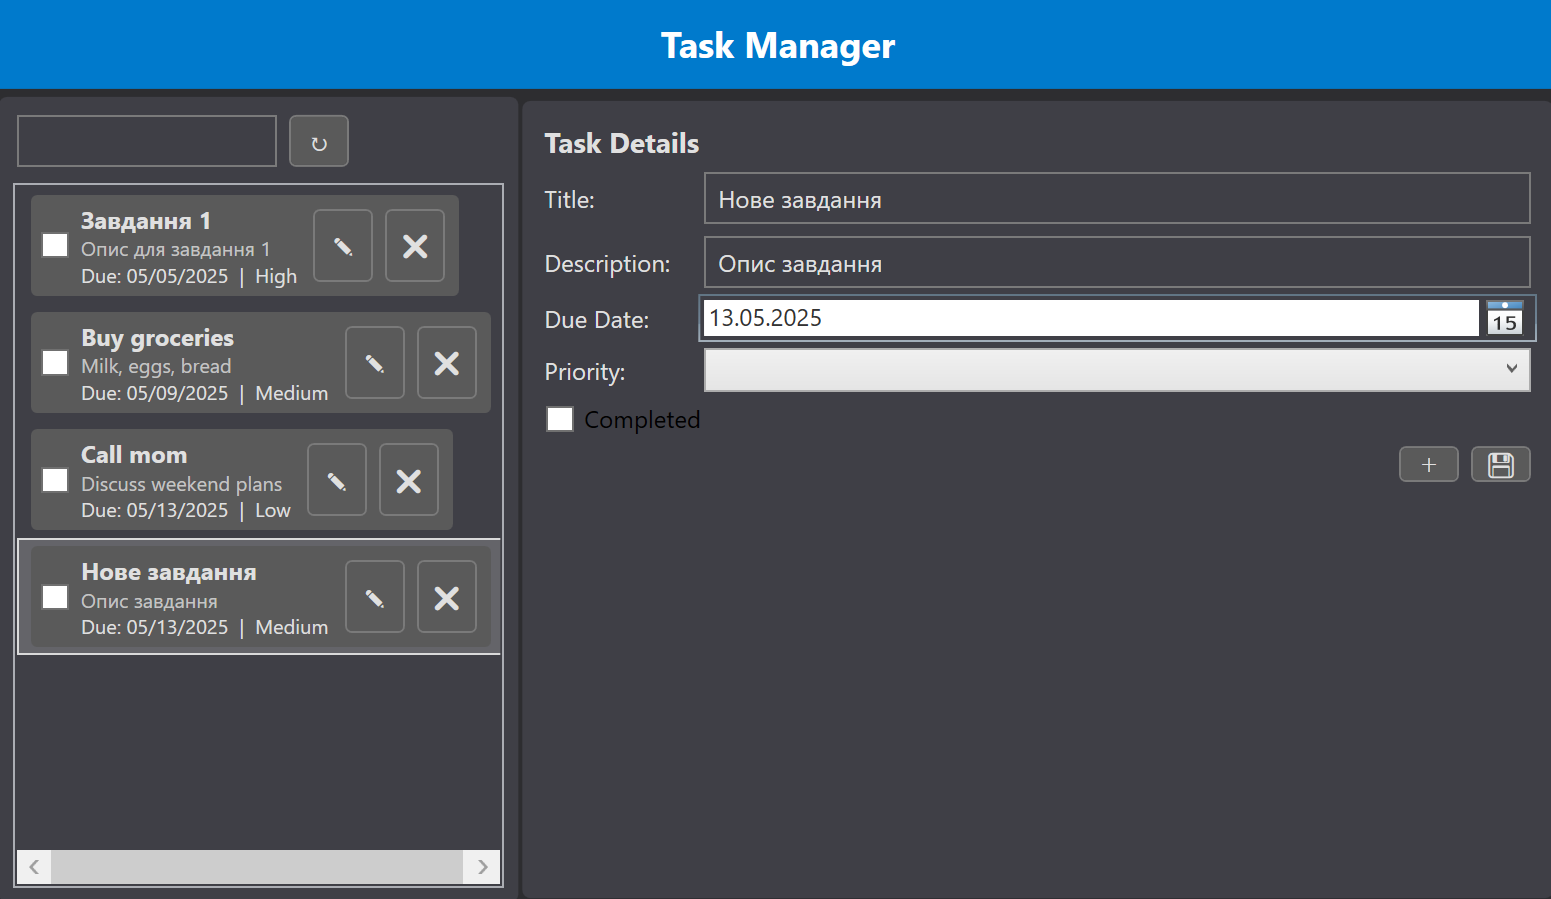 Task Manager
↻
Завдання 1
Опис для завдання 1
Due: 05/05/2025 | High
Buy groceries
Milk, eggs, bread
Due: 05/09/2025 | Medium
Call mom
Discuss weekend plans
Due: 05/13/2025 | Low
Нове завдання
Опис завдання
Due: 05/13/2025 | Medium
Task Details
Title: Нове завдання
Description: Опис завдання
Due Date: 13.05.2025 15
Priority:
Completed
+